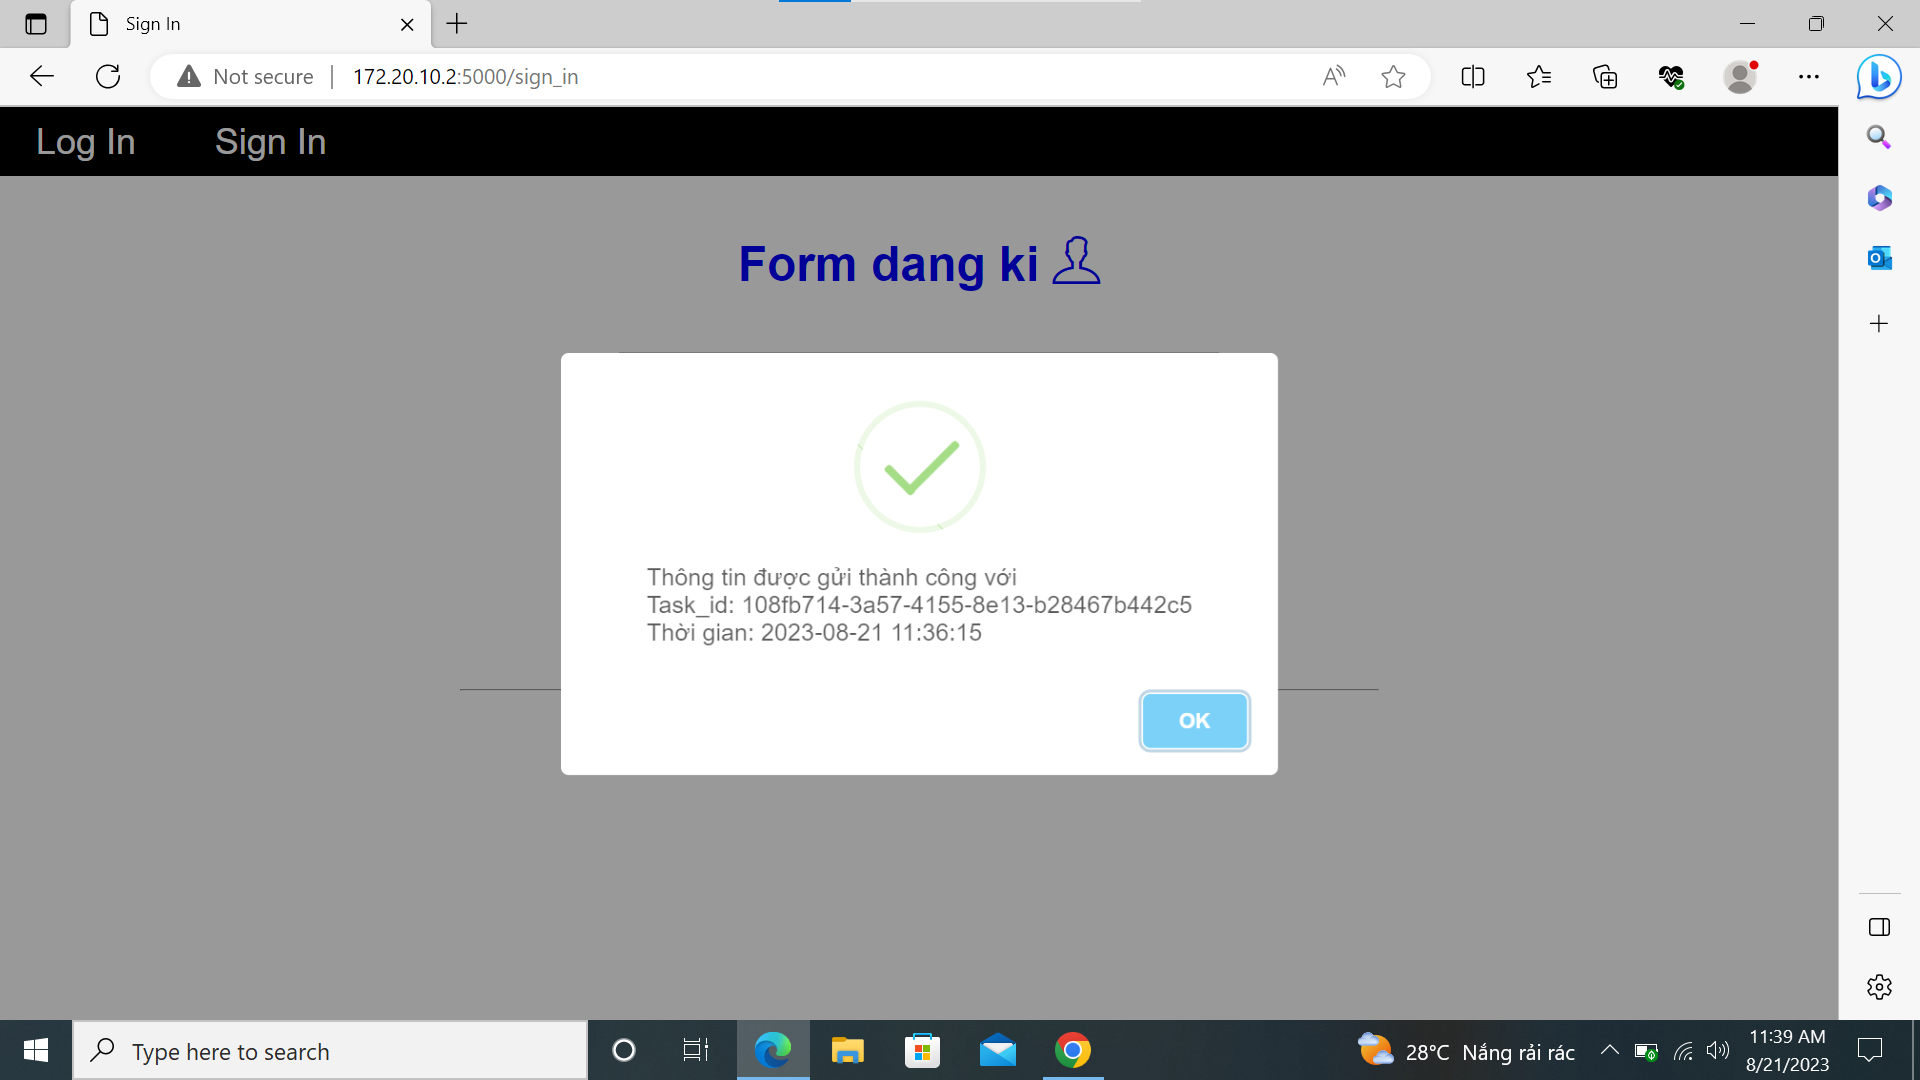 Sign In
Not secure
172.20.10.2:5000/sign_in
Log In
Sign In
Form dang ki
Thông tin được gửi thành công với
Task_id: 108fb714-3a57-4155-8e13-b28467b442c5
Thời gian: 2023-08-21 11:36:15
OK
Type here to search
28°C Nắng rải rác
11:39 AM
8/21/2023